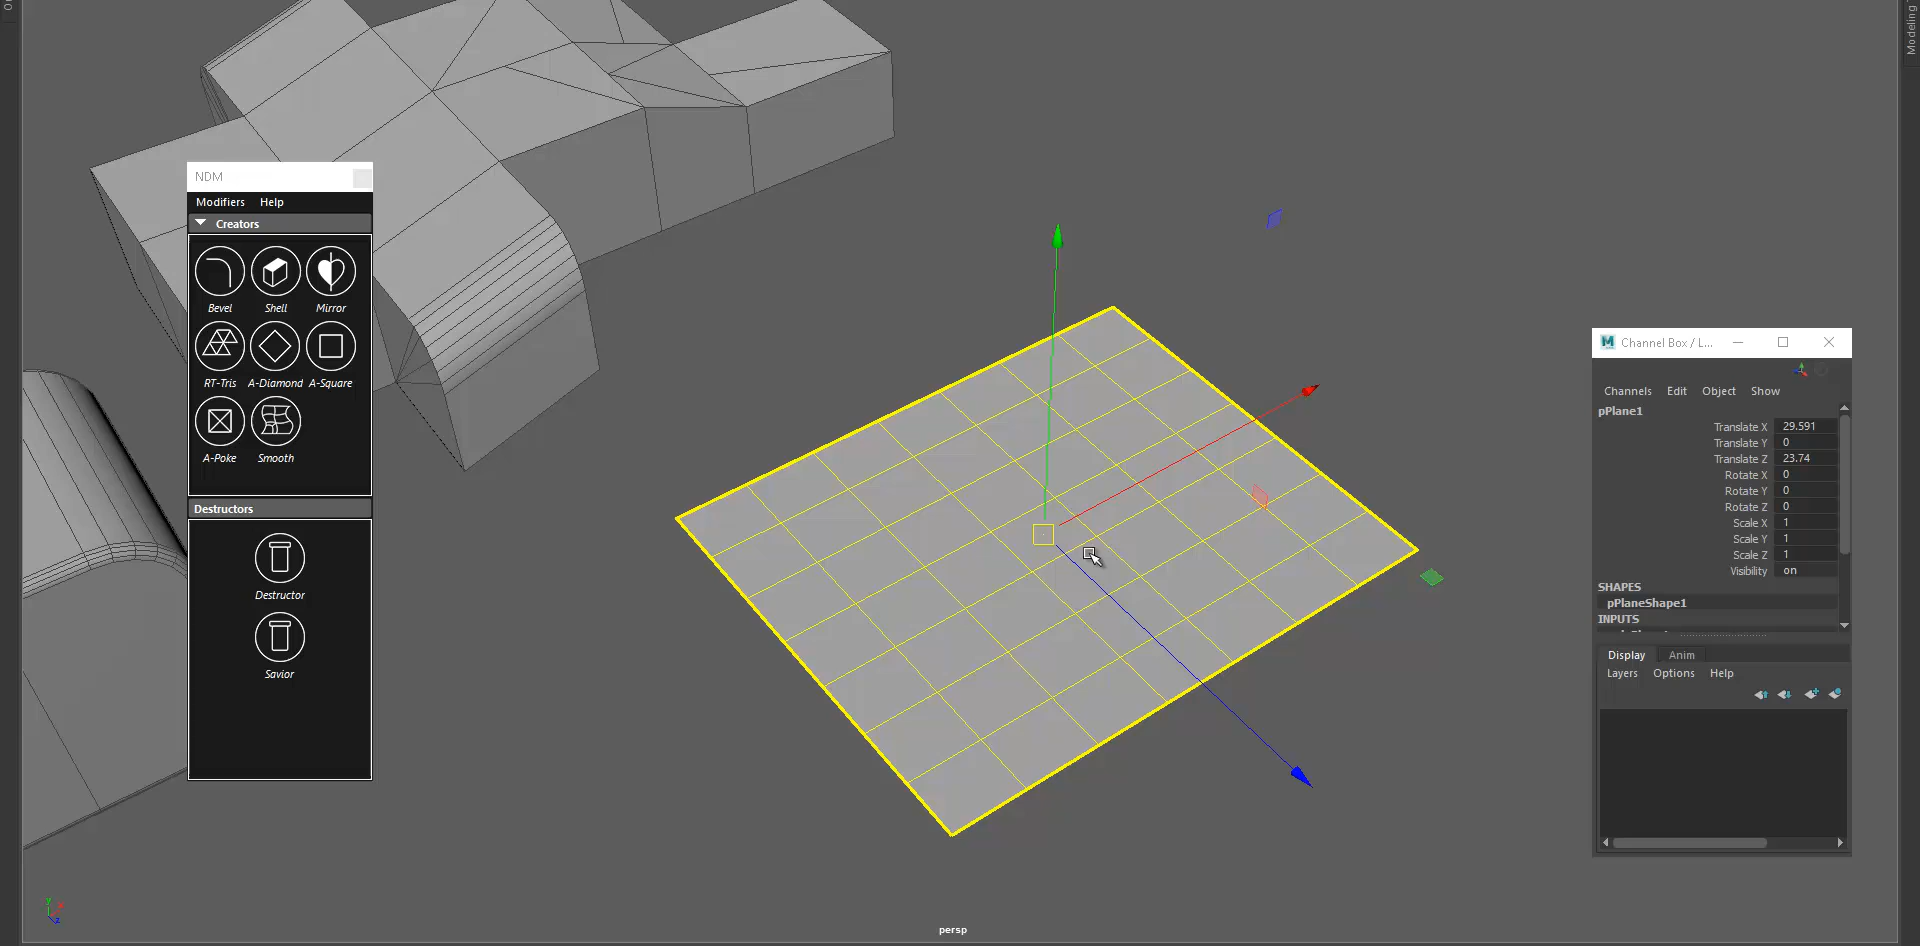 Modeling
NDM
Modifiers Help
Creators
Bevel Shell Mirror
RT-Tris A-Diamond A-Square
A-Poke Smooth
Destructors
Destructor
Savior
Channel Box / L...
Channels Edit Object Show
pPlane1
Translate X 29.591
Translate Y 0
Translate Z 23.74
Rotate X 0
Rotate Y 0
Rotate Z 0
Scale X 1
Scale Y 1
Scale Z 1
Visibility on
SHAPES
pPlaneShape1
INPUTS
Display Anim
Layers Options Help
y x z
persp